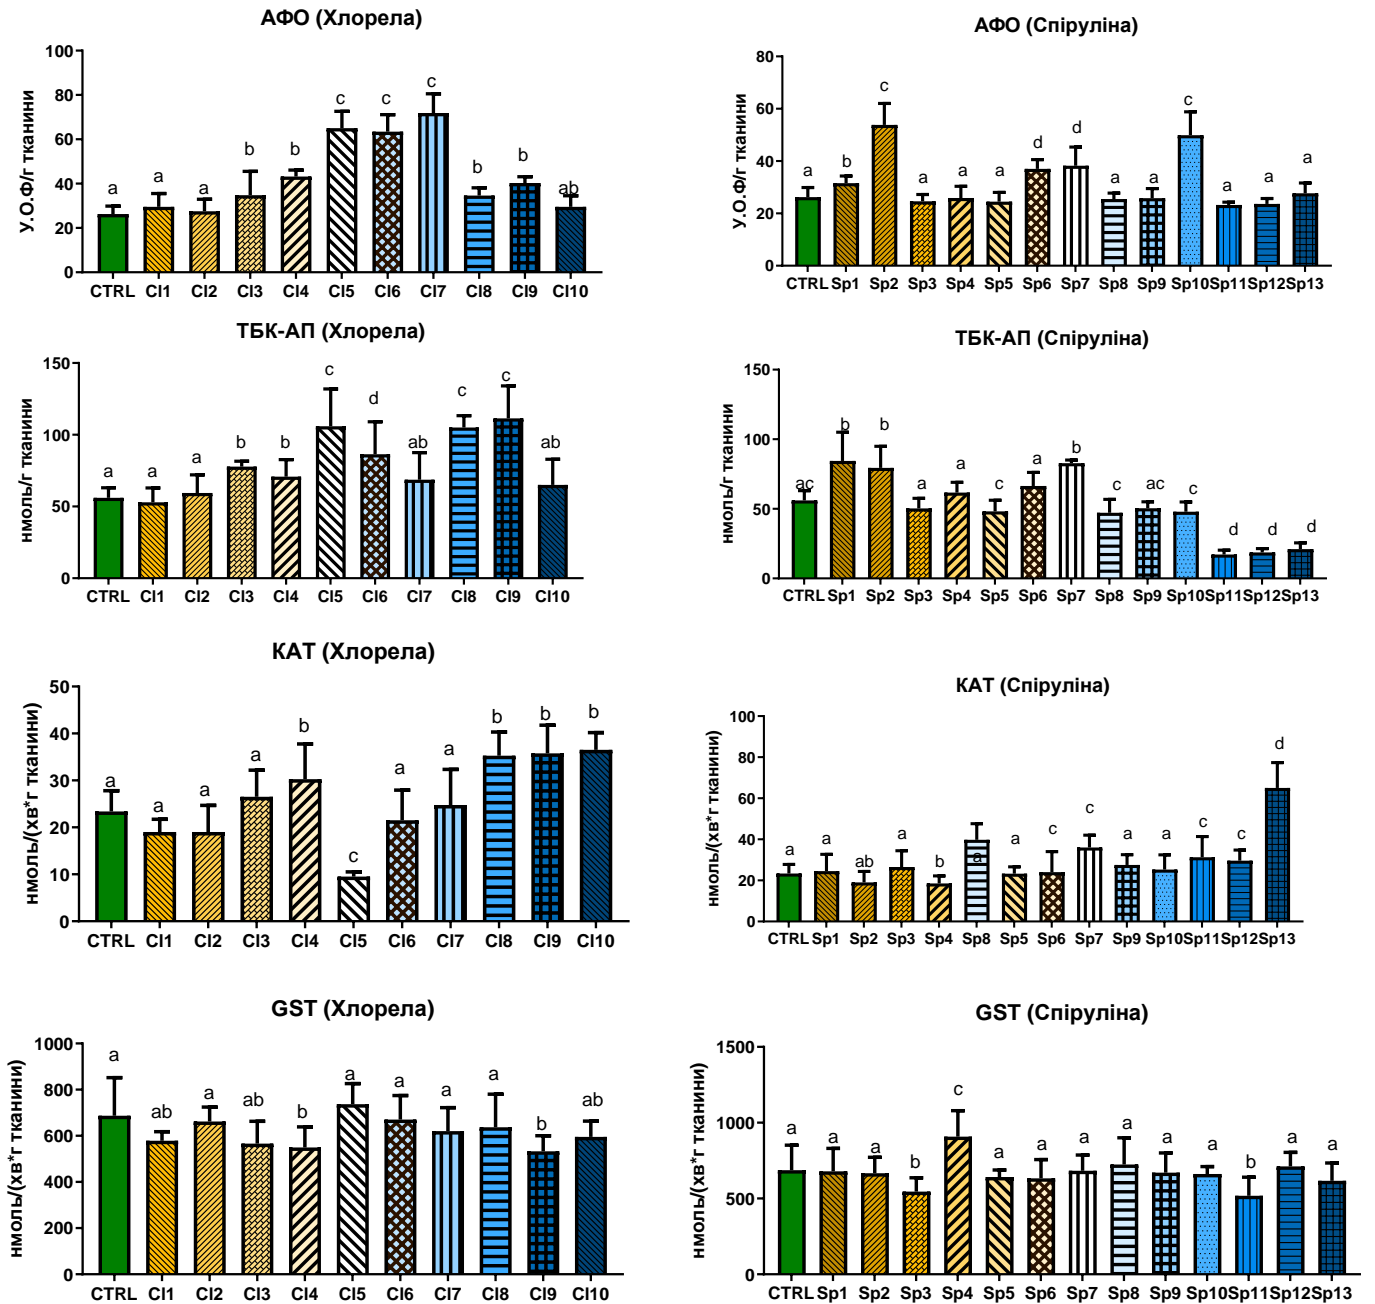 АФО (Хлорела)
У.О.Ф/г тканини
100
80
60
40
20
0
a a a b b c c c b b ab
CTRL Cl1 Cl2 Cl3 Cl4 Cl5 Cl6 Cl7 Cl8 Cl9 Cl10
АФО (Спіруліна)
У.О.Ф/г тканини
80
60
40
20
0
a b c a a a d d a a c a a a
CTRL Sp1 Sp2 Sp3 Sp4 Sp5 Sp6 Sp7 Sp8 Sp9 Sp10 Sp11 Sp12 Sp13
ТБК-АП (Хлорела)
нмоль/г тканини
150
100
50
0
a a a b b c d ab c c ab
CTRL Cl1 Cl2 Cl3 Cl4 Cl5 Cl6 Cl7 Cl8 Cl9 Cl10
ТБК-АП (Спіруліна)
нмоль/г тканини
150
100
50
0
ac b b a a c a b c ac c d d d
CTRL Sp1 Sp2 Sp3 Sp4 Sp5 Sp6 Sp7 Sp8 Sp9 Sp10 Sp11 Sp12 Sp13
КАТ (Хлорела)
нмоль/(хв*г тканини)
50
40
30
20
10
0
a a a a b c a a b b b
CTRL Cl1 Cl2 Cl3 Cl4 Cl5 Cl6 Cl7 Cl8 Cl9 Cl10
КАТ (Спіруліна)
нмоль/(хв*г тканини)
100
80
60
40
20
0
a a ab a b a a c c a a c c d
CTRL Sp1 Sp2 Sp3 Sp4 Sp8 Sp5 Sp6 Sp7 Sp9 Sp10 Sp11 Sp12 Sp13
GST (Хлорела)
нмоль/(хв*г тканини)
1000
800
600
400
200
0
a ab a ab b a a a a b ab
CTRL Cl1 Cl2 Cl3 Cl4 Cl5 Cl6 Cl7 Cl8 Cl9 Cl10
GST (Спіруліна)
нмоль/(хв*г тканини)
1500
1000
500
0
a a a b c a a a a a a b a a
CTRL Sp1 Sp2 Sp3 Sp4 Sp5 Sp6 Sp7 Sp8 Sp9 Sp10 Sp11 Sp12 Sp13